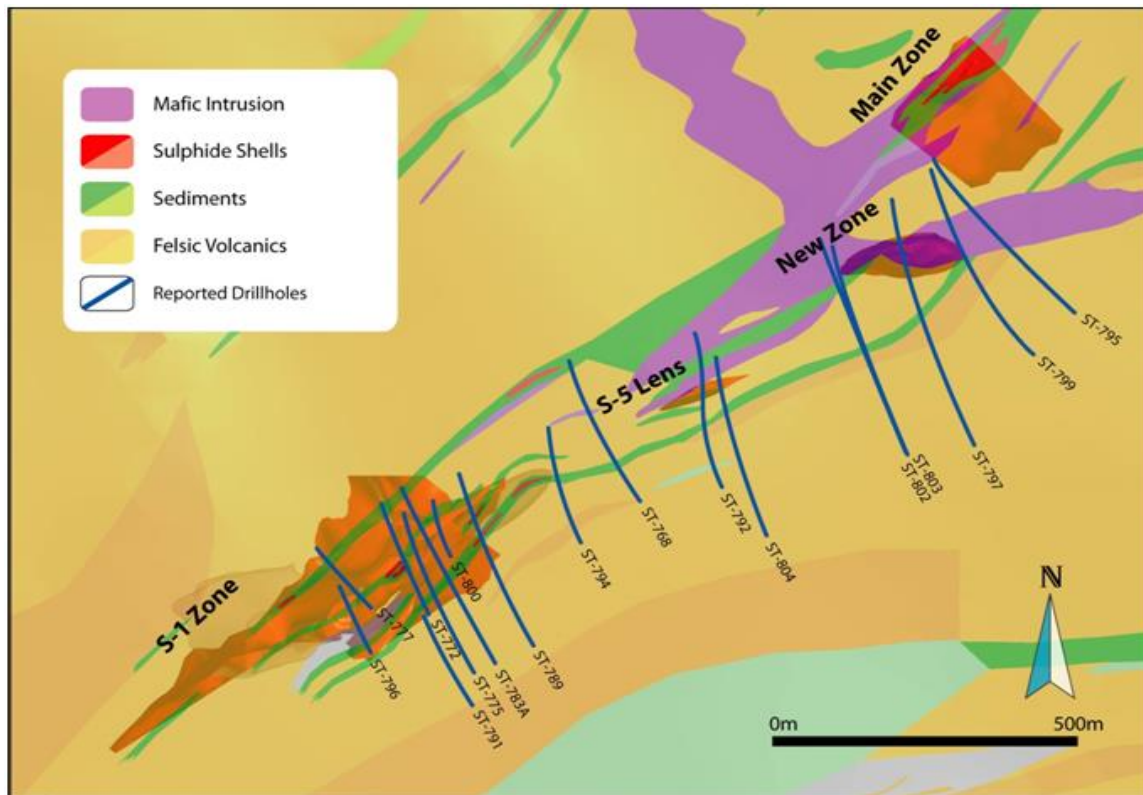 Main Zone
Mafic Intrusion
Sulphide Shells
Sediments
Felsic Volcanics
Reported Drillholes
New Zone
ST-795
ST-799
S-5 Lens
ST-803
ST-802
ST-797
ST-768
ST-792
ST-794
ST-804
S-1 Zone
ST-800
ST-777
ST-772
ST-789
ST-796
ST-783A
ST-775
ST-791
N
0m
500m